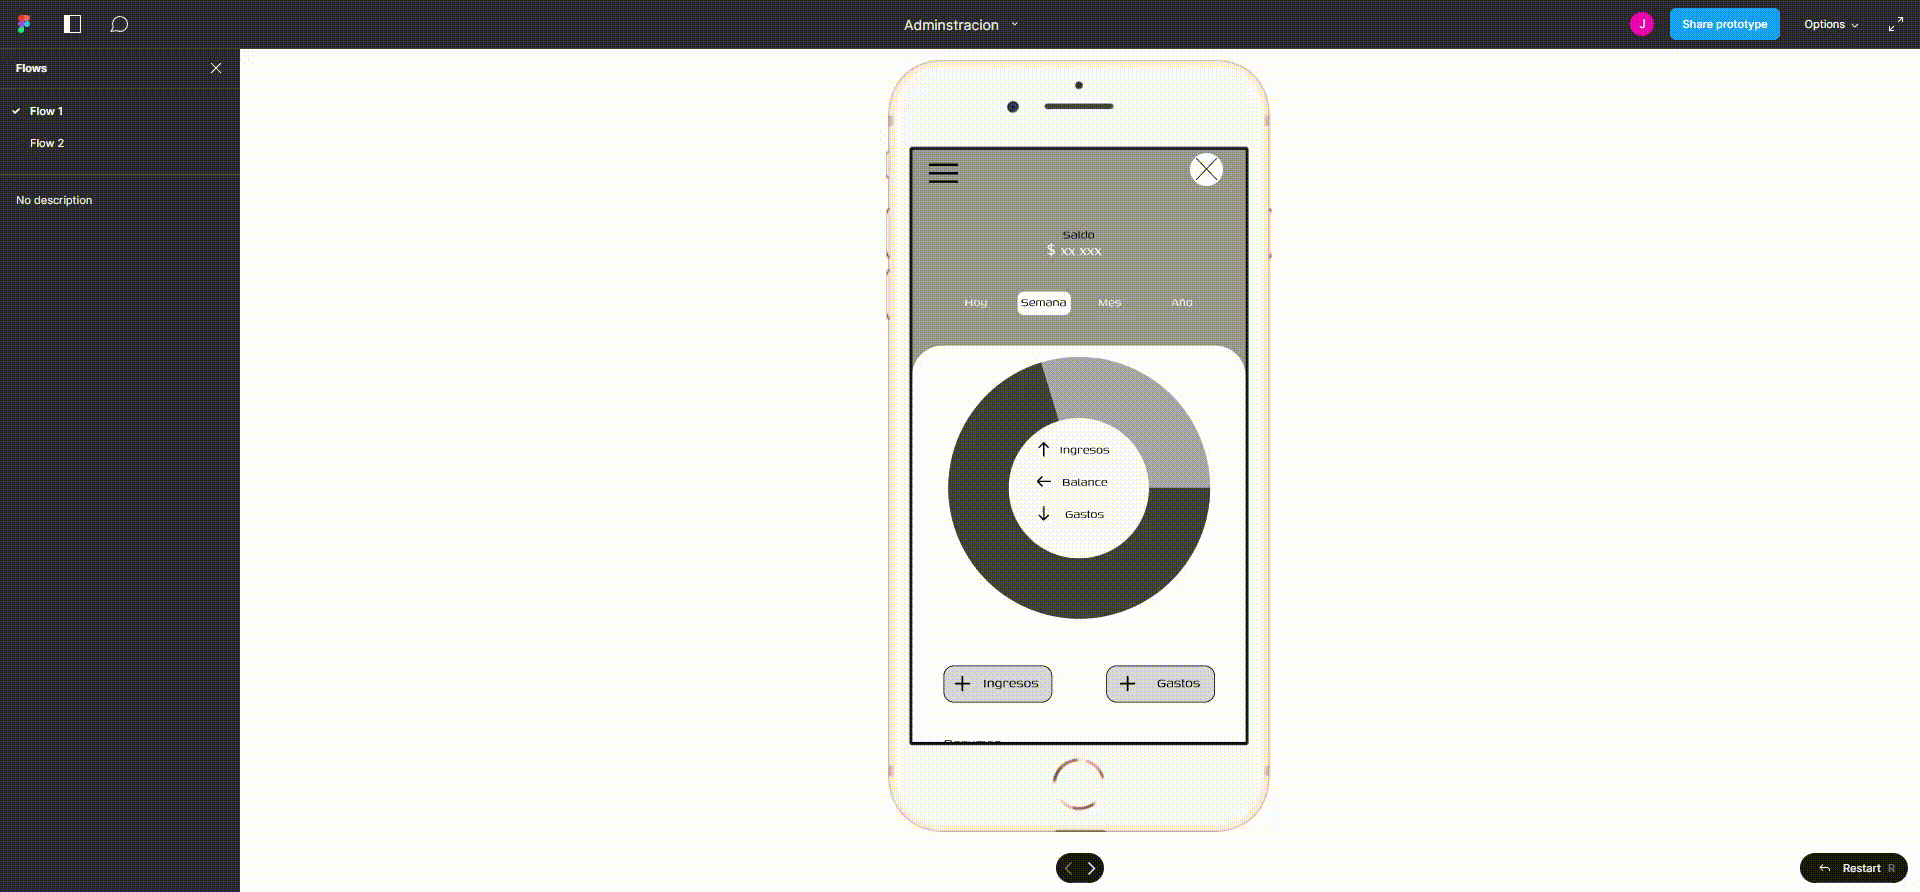 Adminstracion
J
Share prototype
Options
Flows
Flow 1
Flow 2
No description
Saldo
$ xx.xxx
Hoy Semana Mes Año
Ingresos
Balance
Gastos
Ingresos Gastos
Restart R